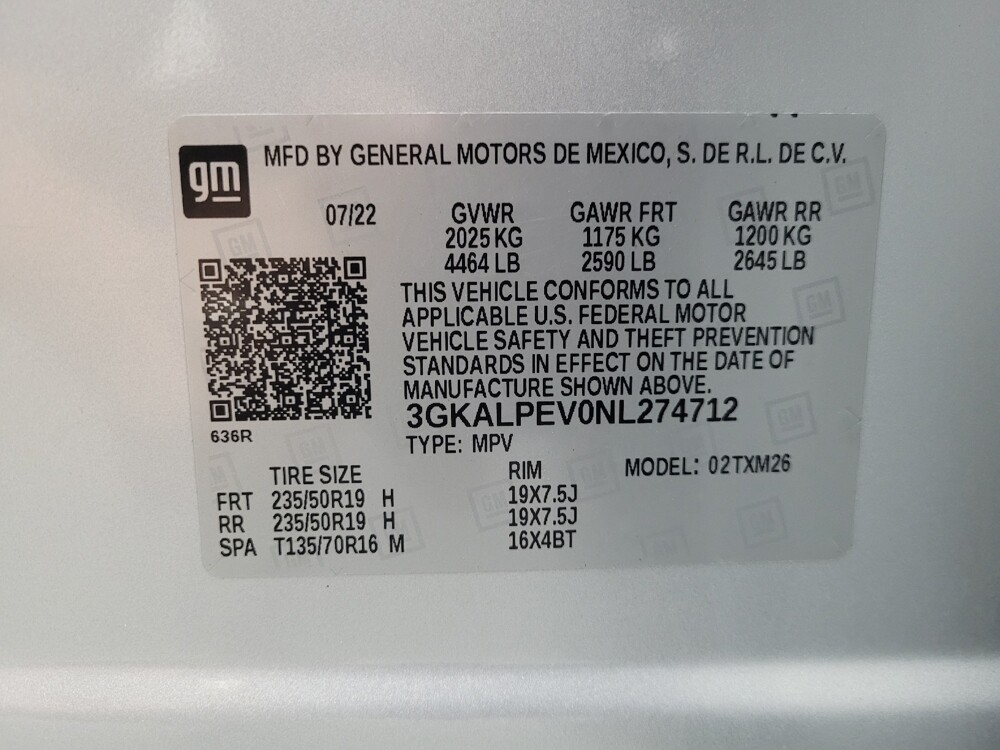 gm MFD BY GENERAL MOTORS DE MEXICO, S. DE R.L. DE C.V.
07/22 GVWR GAWR FRT GAWR RR
2025 KG 1175 KG 1200 KG
4464 LB 2590 LB 2645 LB
THIS VEHICLE CONFORMS TO ALL
APPLICABLE U.S. FEDERAL MOTOR
VEHICLE SAFETY AND THEFT PREVENTION
STANDARDS IN EFFECT ON THE DATE OF
MANUFACTURE SHOWN ABOVE.
3GKALPEV0NL274712
636R
TYPE: MPV
TIRE SIZE RIM MODEL: 02TXM26
FRT 235/50R19 H 19X7.5J
RR 235/50R19 H 19X7.5J
SPA T135/70R16 M 16X4BT